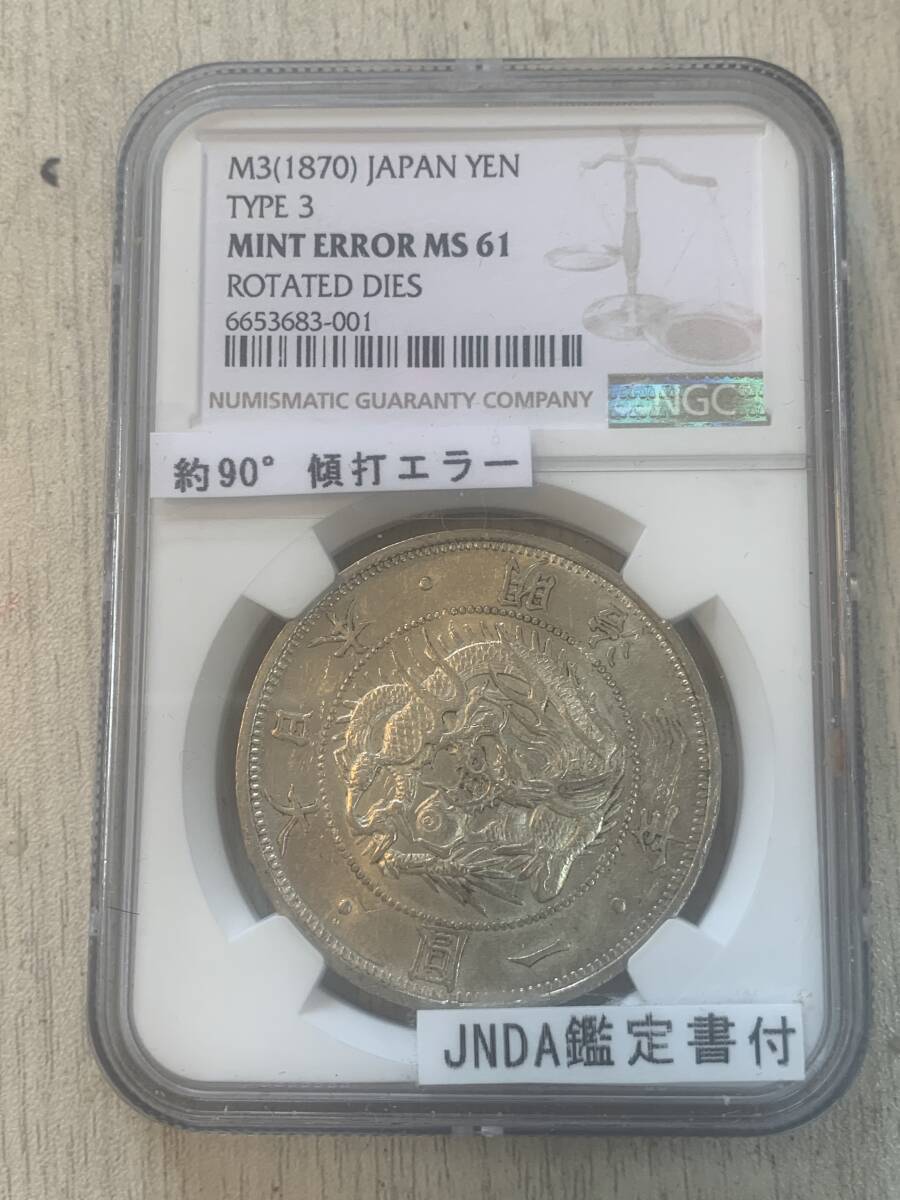 M3(1870) JAPAN YEN
TYPE 3
MINT ERROR MS 61
ROTATED DIES
6653683-001
NUMISMATIC GUARANTY COMPANY
NGC
約90° 傾打エラー
大日本・明治三年・一圓・
JNDA鑑定書付